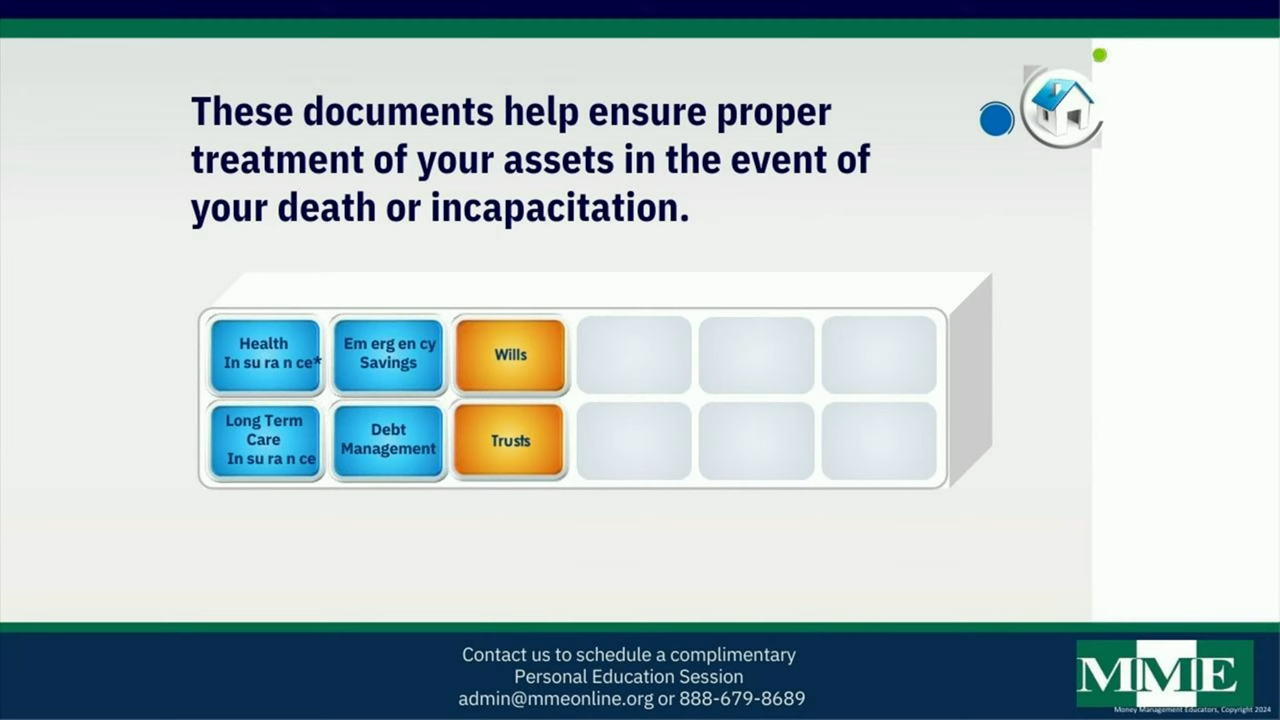 These documents help ensure proper
treatment of your assets in the event of
your death or incapacitation.
Health
In su ra n ce*
Em erg en cy
Savings
Wills
Long Term
Care
In su ra n ce
Debt
Management
Trusts
Contact us to schedule a complimentary
Personal Education Session
admin@mmeonline.org or 888-679-8689
MME
Money Management Educators, Copyright 2024